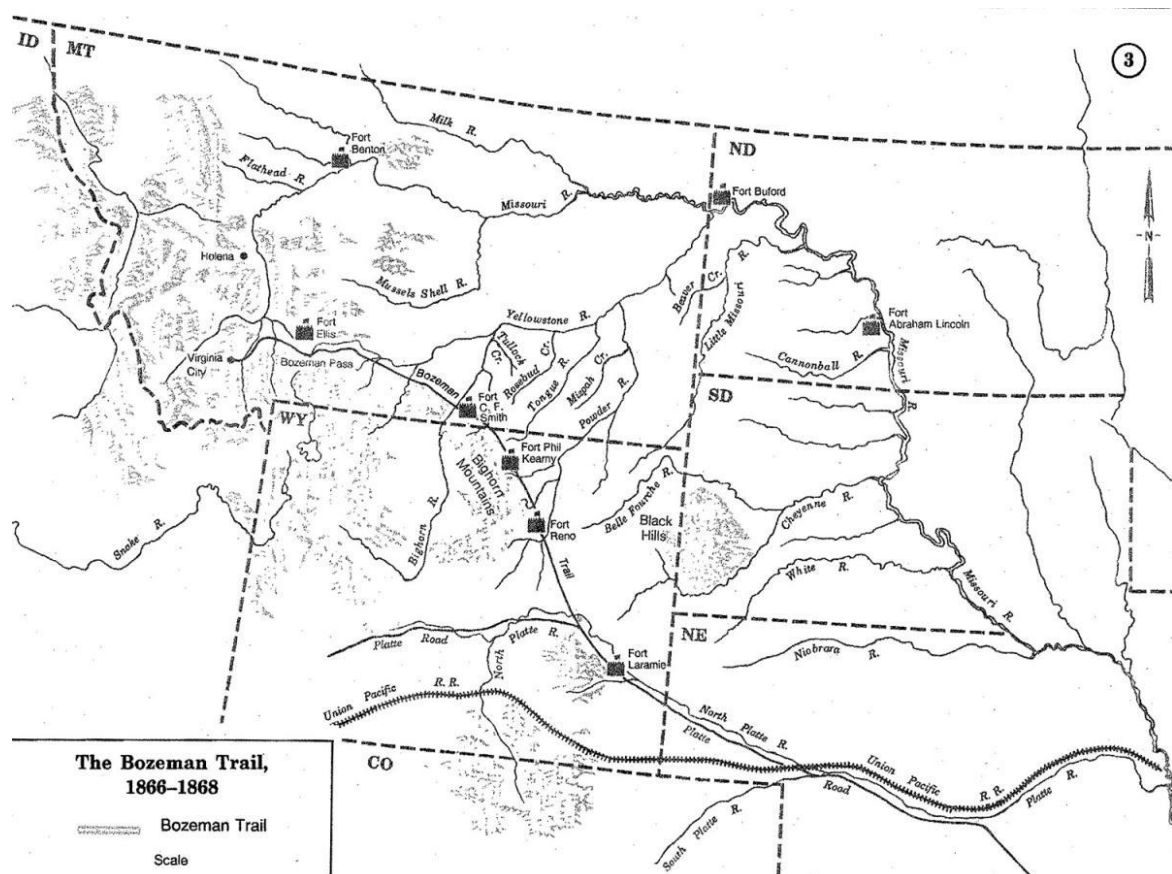 ID
MT
3
Milk R.
Fort
Benton
ND
Flathead R.
Fort Buford
Missouri R.
N
Holena
Mussels Shell R.
Beaver Cr.
Little Missouri R.
Fort
Ellis
Yellowstone R.
Fort
Abraham Lincoln
Tullock Cr.
Rosebud Cr.
Tongue R.
Mispah Cr.
Powder R.
Virginia
City
Bozeman Pass
Bozeman
Cannonball R.
Missouri R.
Fort
C. F.
Smith
WY
SD
Fort Phil
Kearny
Bighorn
Mountains
Bighorn R.
Belle Fourche R.
Cheyenne R.
Snake R.
Fort
Reno
Black
Hills
Trail
White R.
Missouri R.
Platte Road
North Platte R.
NE
Fort
Laramie
Niobrara R.
Union Pacific R.R.
North Platte R.
Platte Road
Union Pacific R.R.
CO
South Platte R.
Platte R.
The Bozeman Trail,
1866–1868
Bozeman Trail
Scale